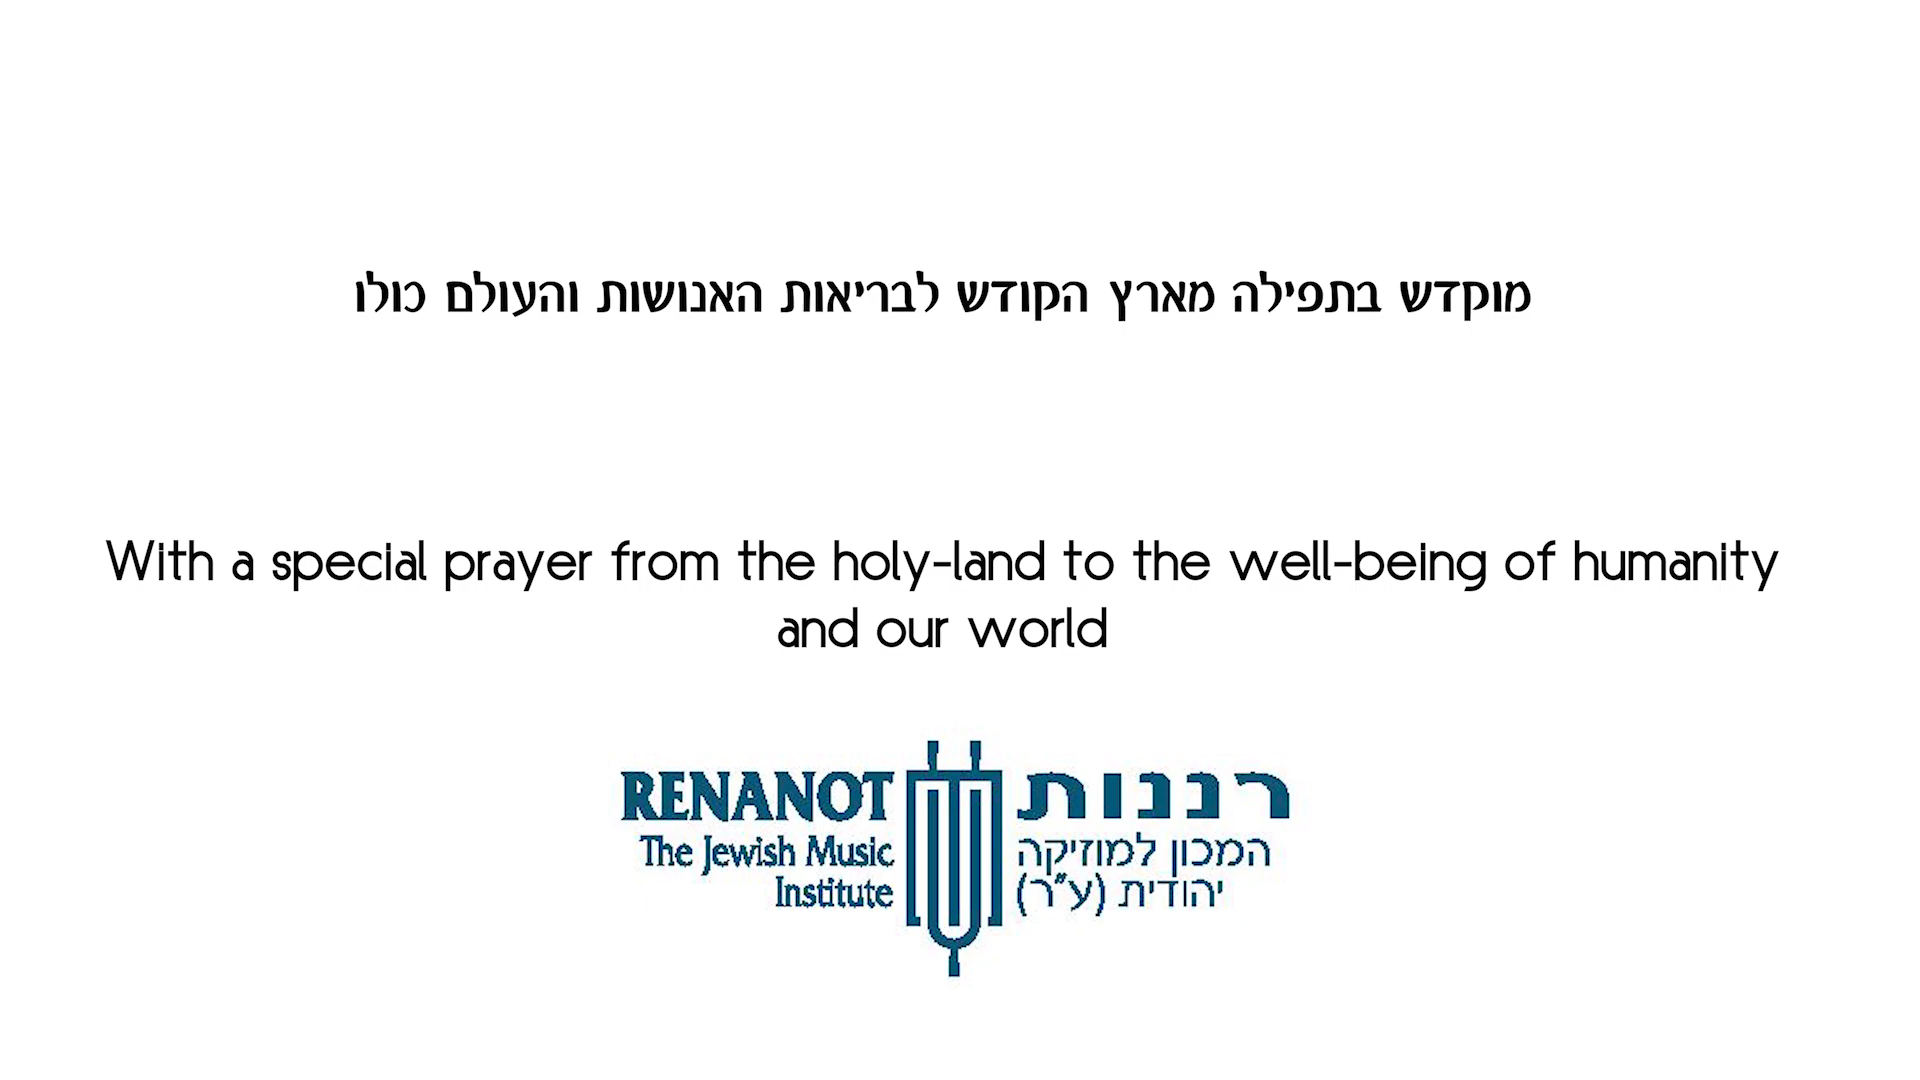 מוקדש בתפילה מארץ הקודש לבריאות האנושות והעולם כולו
With a special prayer from the holy-land to the well-being of humanity
and our world
RENANOT
The Jewish Music
Institute
רננות
המכון למוזיקה
יהודית (ע"ר)